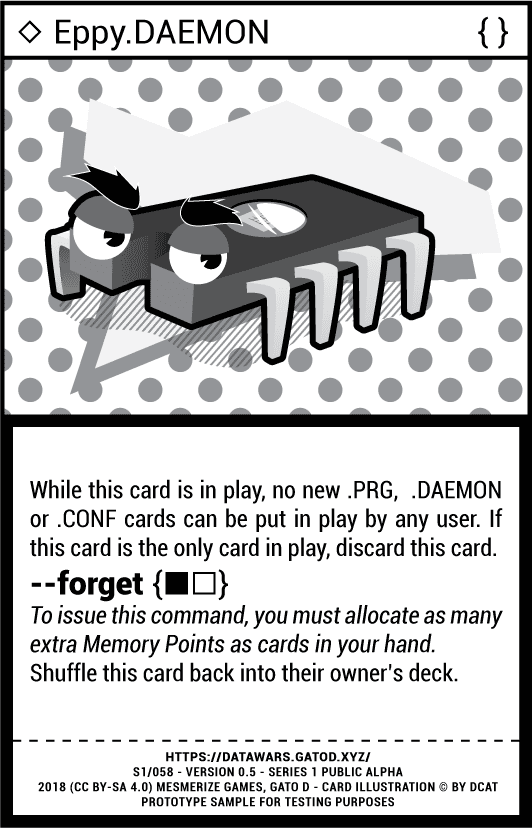 ◇ Eppy.DAEMON { }
While this card is in play, no new .PRG, .DAEMON
or .CONF cards can be put in play by any user. If
this card is the only card in play, discard this card.
--forget {■□}
To issue this command, you must allocate as many
extra Memory Points as cards in your hand.
Shuffle this card back into their owner's deck.
HTTPS://DATAWARS.GATOD.XYZ/
S1/058 - VERSION 0.5 - SERIES 1 PUBLIC ALPHA
2018 (CC BY-SA 4.0) MESMERIZE GAMES, GATO D - CARD ILLUSTRATION © BY DCAT
PROTOTYPE SAMPLE FOR TESTING PURPOSES